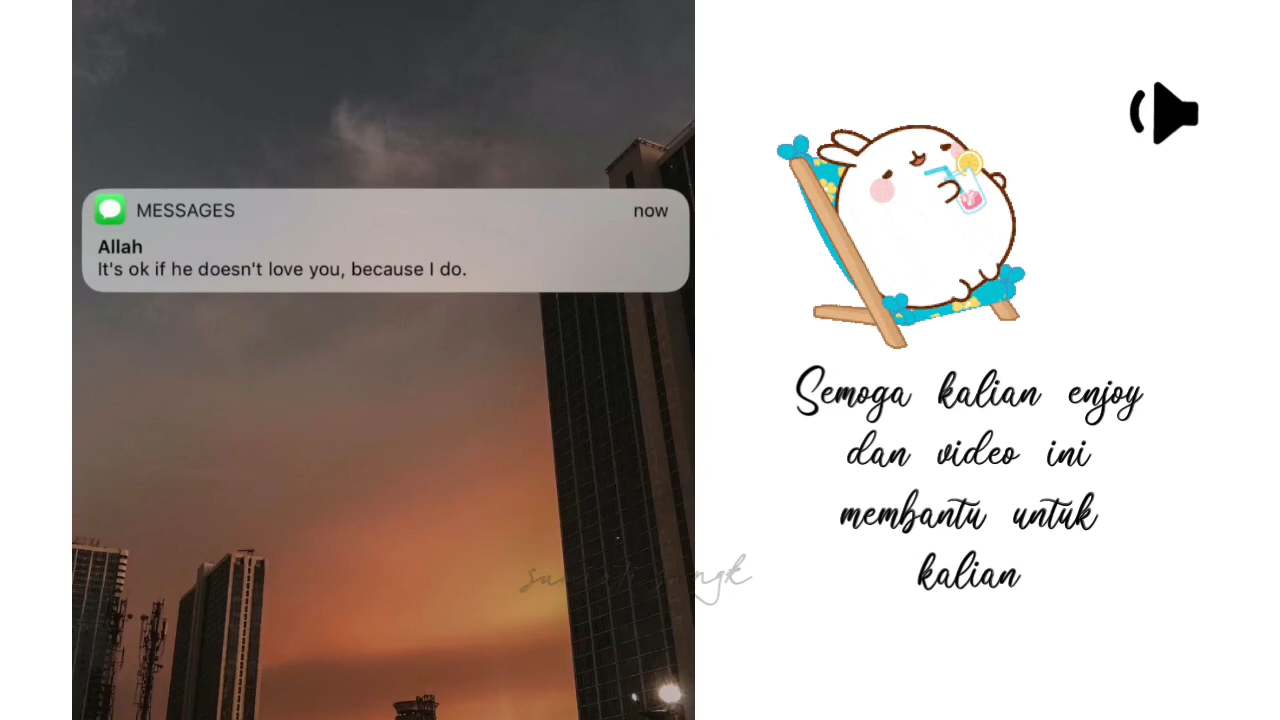 MESSAGES now
Allah
It's ok if he doesn't love you, because I do.
Semoga kalian enjoy
dan video ini
membantu untuk
kalian